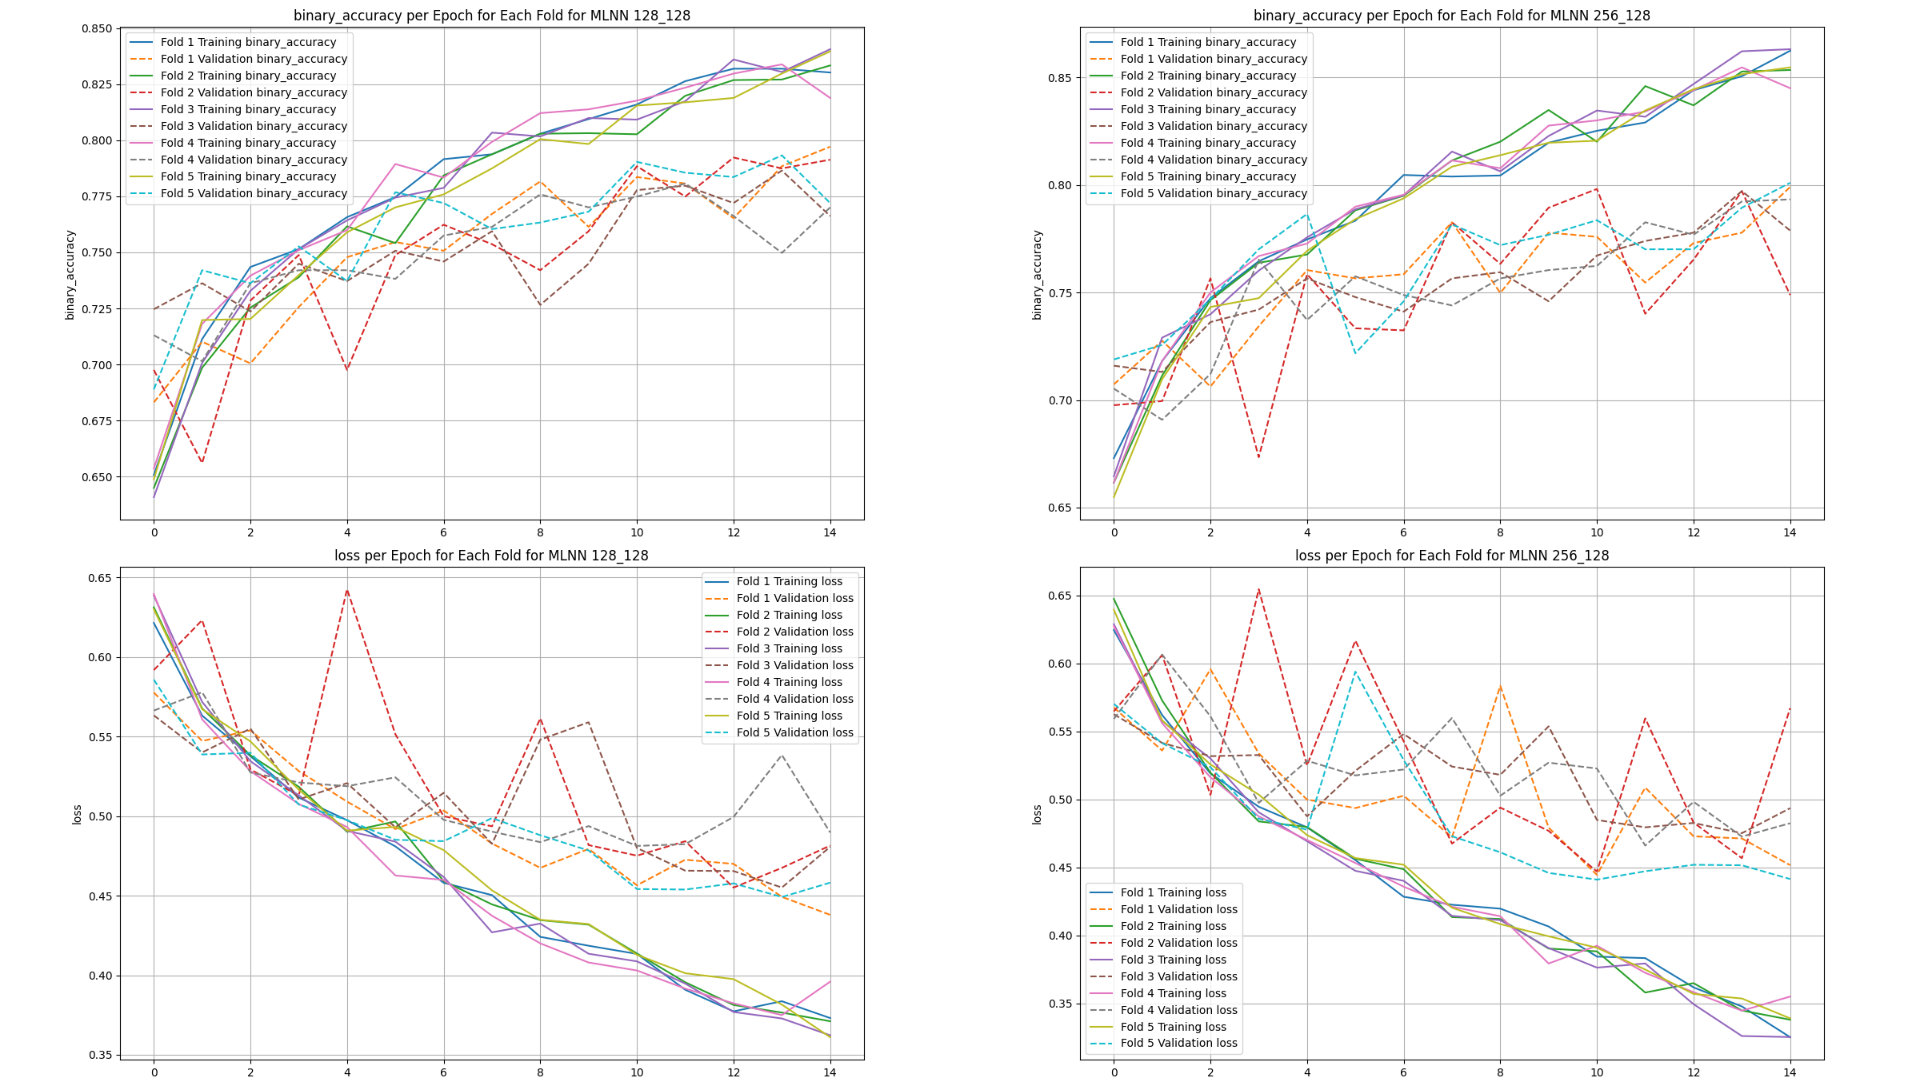 binary_accuracy per Epoch for Each Fold for MLNN 128_128
0.850
0.825
0.800
0.775
0.750
0.725
0.700
0.675
0.650
binary_accuracy
Fold 1 Training binary_accuracy
Fold 1 Validation binary_accuracy
Fold 2 Training binary_accuracy
Fold 2 Validation binary_accuracy
Fold 3 Training binary_accuracy
Fold 3 Validation binary_accuracy
Fold 4 Training binary_accuracy
Fold 4 Validation binary_accuracy
Fold 5 Training binary_accuracy
Fold 5 Validation binary_accuracy
0 2 4 6 8 10 12 14
binary_accuracy per Epoch for Each Fold for MLNN 256_128
0.85
0.80
0.75
0.70
0.65
binary_accuracy
Fold 1 Training binary_accuracy
Fold 1 Validation binary_accuracy
Fold 2 Training binary_accuracy
Fold 2 Validation binary_accuracy
Fold 3 Training binary_accuracy
Fold 3 Validation binary_accuracy
Fold 4 Training binary_accuracy
Fold 4 Validation binary_accuracy
Fold 5 Training binary_accuracy
Fold 5 Validation binary_accuracy
0 2 4 6 8 10 12 14
loss per Epoch for Each Fold for MLNN 128_128
0.65
0.60
0.55
0.50
0.45
0.40
0.35
loss
Fold 1 Training loss
Fold 1 Validation loss
Fold 2 Training loss
Fold 2 Validation loss
Fold 3 Training loss
Fold 3 Validation loss
Fold 4 Training loss
Fold 4 Validation loss
Fold 5 Training loss
Fold 5 Validation loss
0 2 4 6 8 10 12 14
loss per Epoch for Each Fold for MLNN 256_128
0.65
0.60
0.55
0.50
0.45
0.40
0.35
loss
Fold 1 Training loss
Fold 1 Validation loss
Fold 2 Training loss
Fold 2 Validation loss
Fold 3 Training loss
Fold 3 Validation loss
Fold 4 Training loss
Fold 4 Validation loss
Fold 5 Training loss
Fold 5 Validation loss
0 2 4 6 8 10 12 14